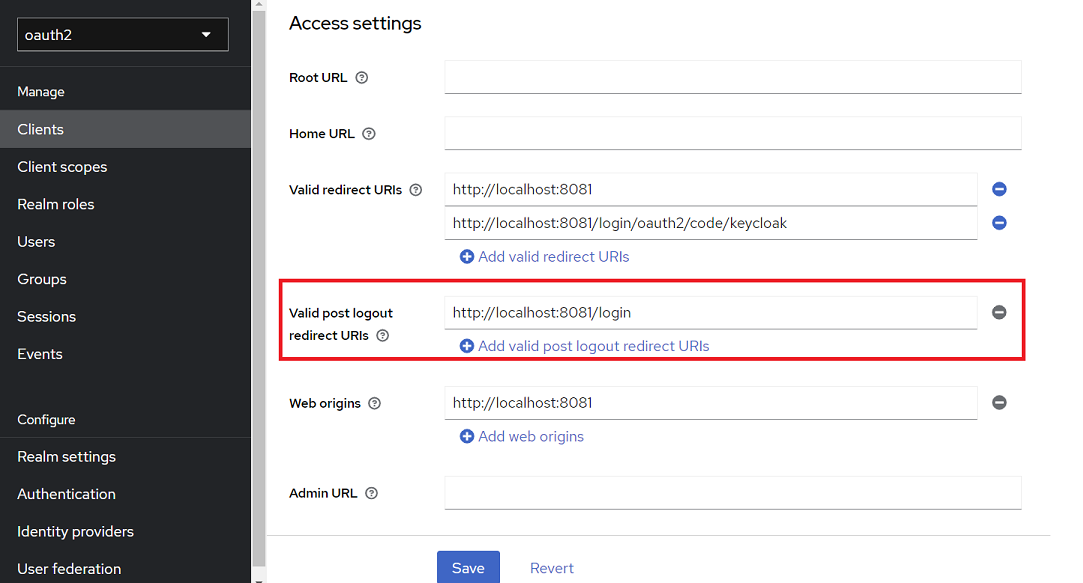 oauth2
Manage
Clients
Client scopes
Realm roles
Users
Groups
Sessions
Events
Configure
Realm settings
Authentication
Identity providers
User federation
Access settings
Root URL
Home URL
Valid redirect URIs
http://localhost:8081
http://localhost:8081/login/oauth2/code/keycloak
Add valid redirect URIs
Valid post logout
redirect URIs
http://localhost:8081/login
Add valid post logout redirect URIs
Web origins
http://localhost:8081
Add web origins
Admin URL
Save
Revert